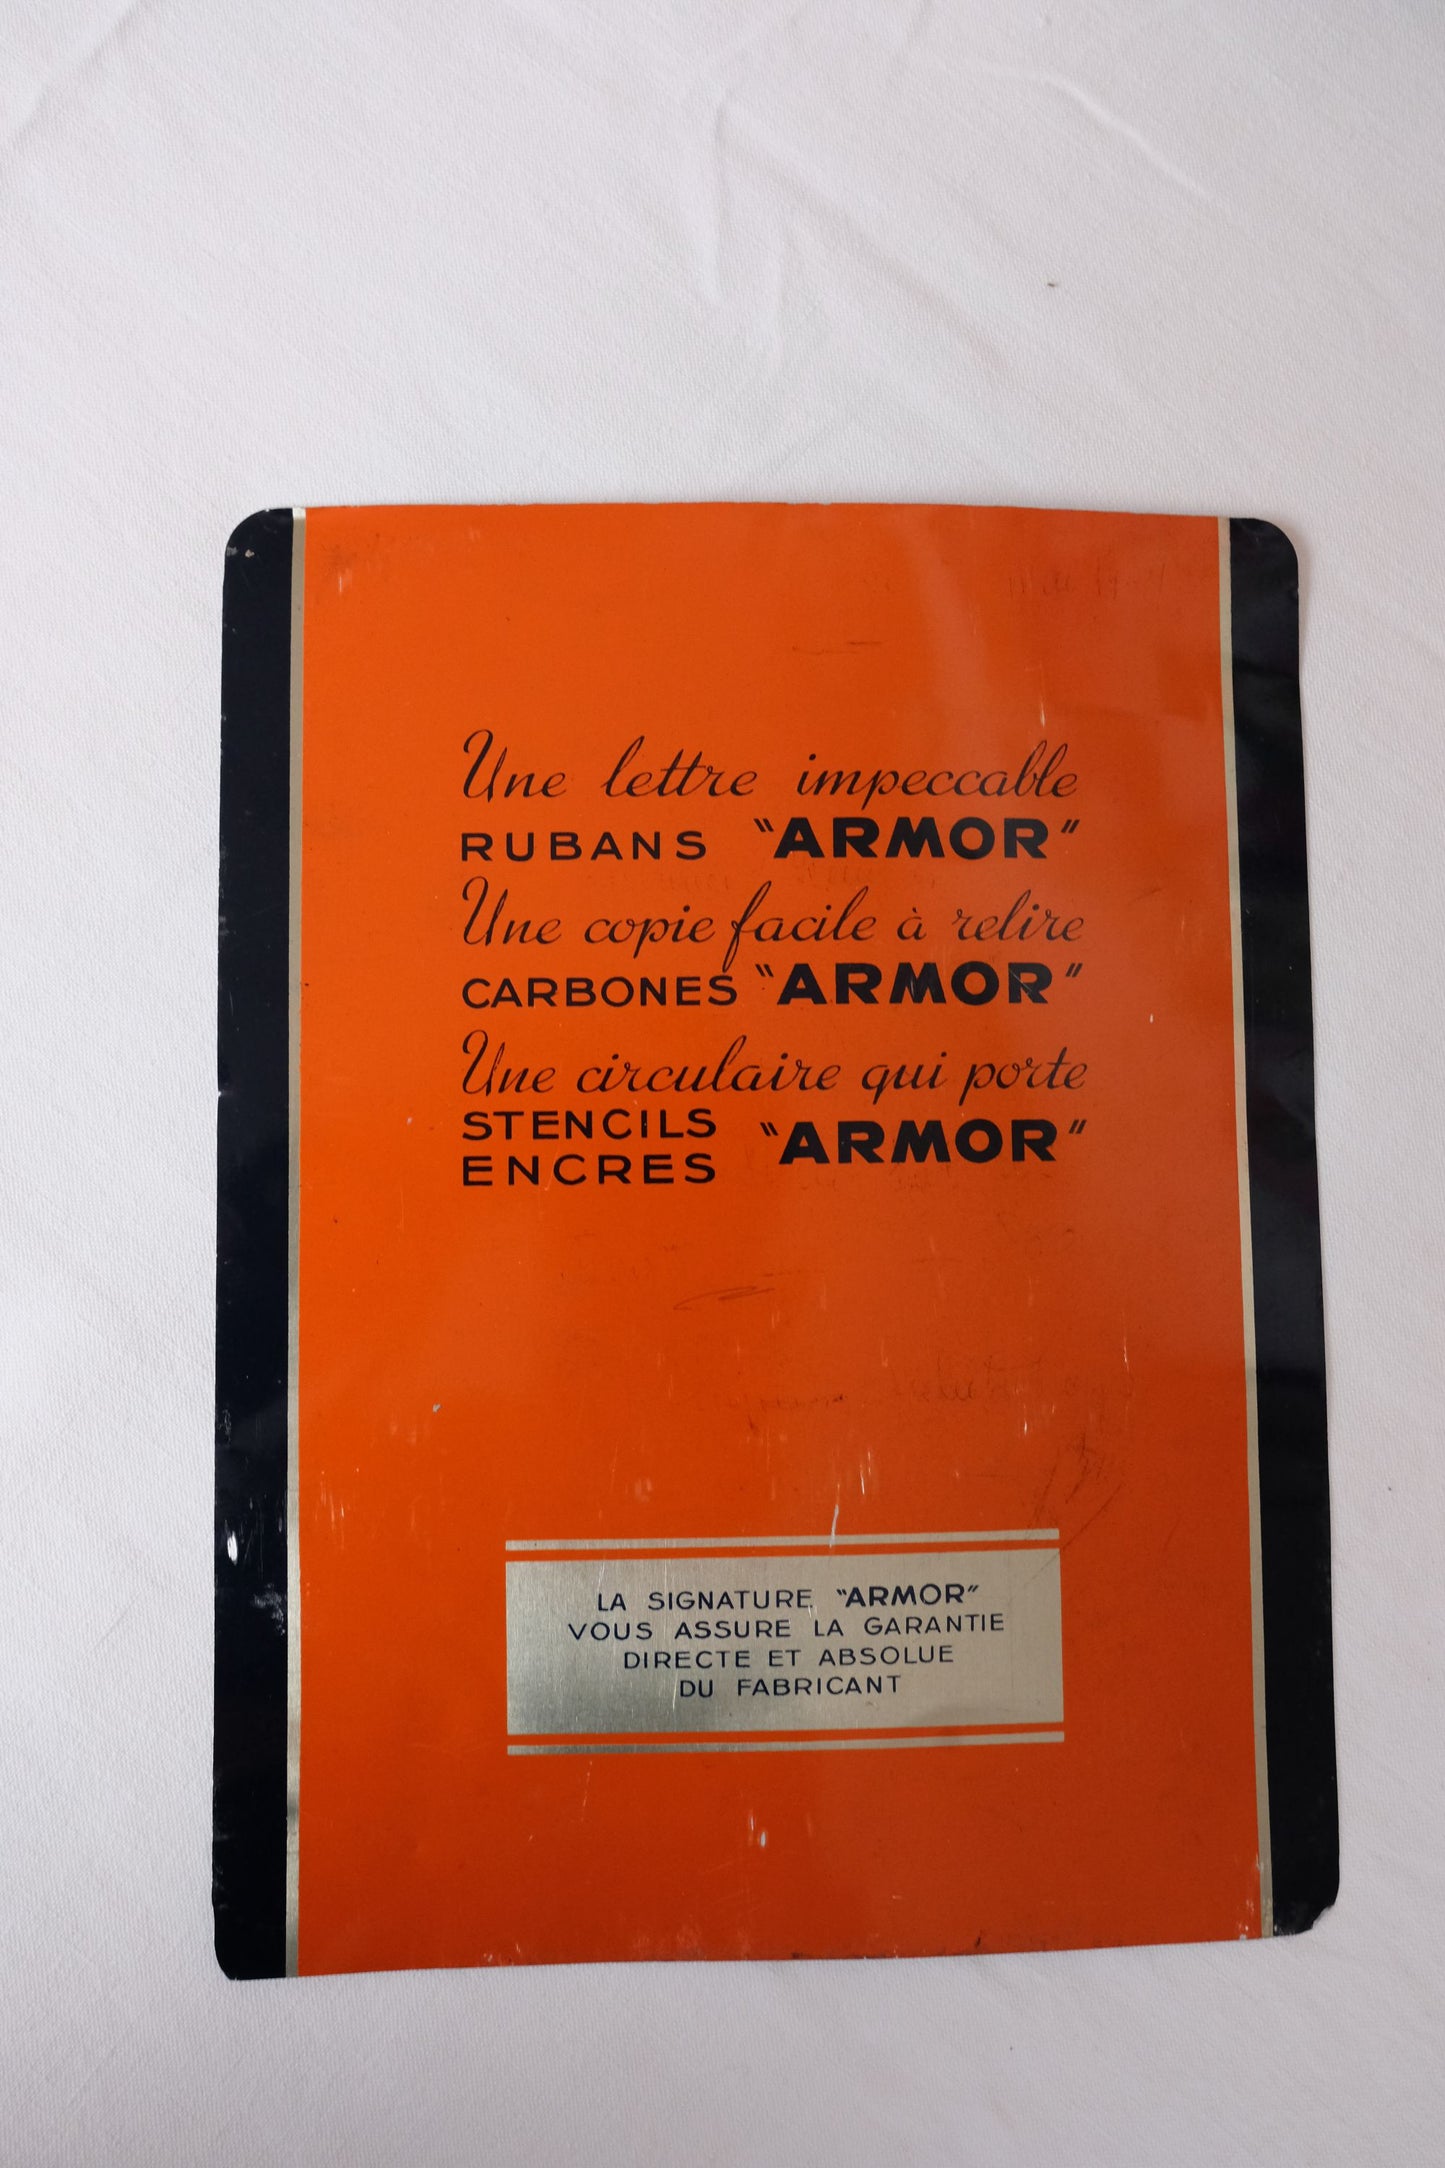 Une lettre impeccable
RUBANS "ARMOR"
Une copie facile à relire
CARBONES "ARMOR"
Une circulaire qui porte
STENCILS
ENCRES "ARMOR"
LA SIGNATURE "ARMOR"
VOUS ASSURE LA GARANTIE
DIRECTE ET ABSOLUE
DU FABRICANT